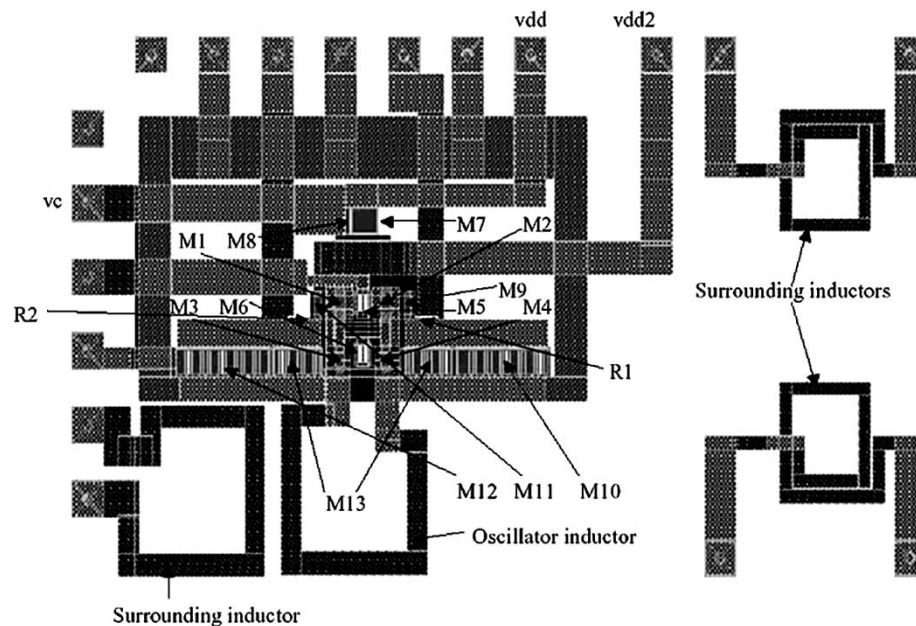 vdd
vdd2
vc
M1
M8
M7
M2
M9
R2
M3
M6
M5
M4
Surrounding inductors
R1
M13
M12
M11
M10
Oscillator inductor
Surrounding inductor